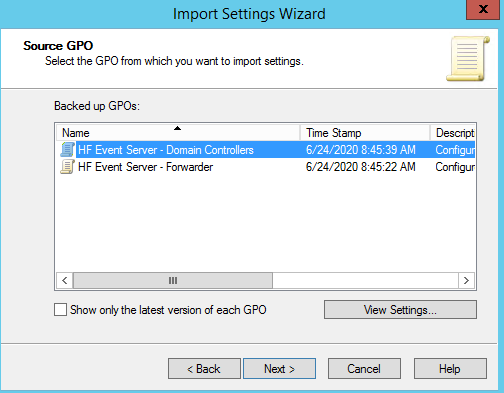 Import Settings Wizard
x
Source GPO
Select the GPO from which you want to import settings.
Backed up GPOs:
Name Time Stamp Descript
HF Event Server - Domain Controllers 6/24/2020 8:45:39 AM Configur
HF Event Server - Forwarder 6/24/2020 8:45:22 AM Configur
Show only the latest version of each GPO View Settings...
< Back Next > Cancel Help